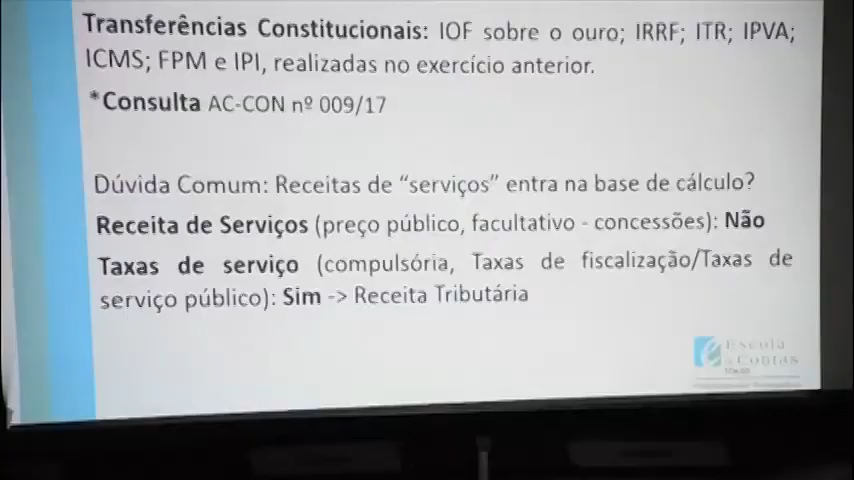 Transferências Constitucionais: IOF sobre o ouro; IRRF; ITR; IPVA;
ICMS; FPM e IPI, realizadas no exercício anterior.
*Consulta AC-CON nº 009/17
Dúvida Comum: Receitas de “serviços” entra na base de cálculo?
Receita de Serviços (preço público, facultativo - concessões): Não
Taxas de serviço (compulsória, Taxas de fiscalização/Taxas de
serviço público): Sim -> Receita Tributária
Escola
de Contas